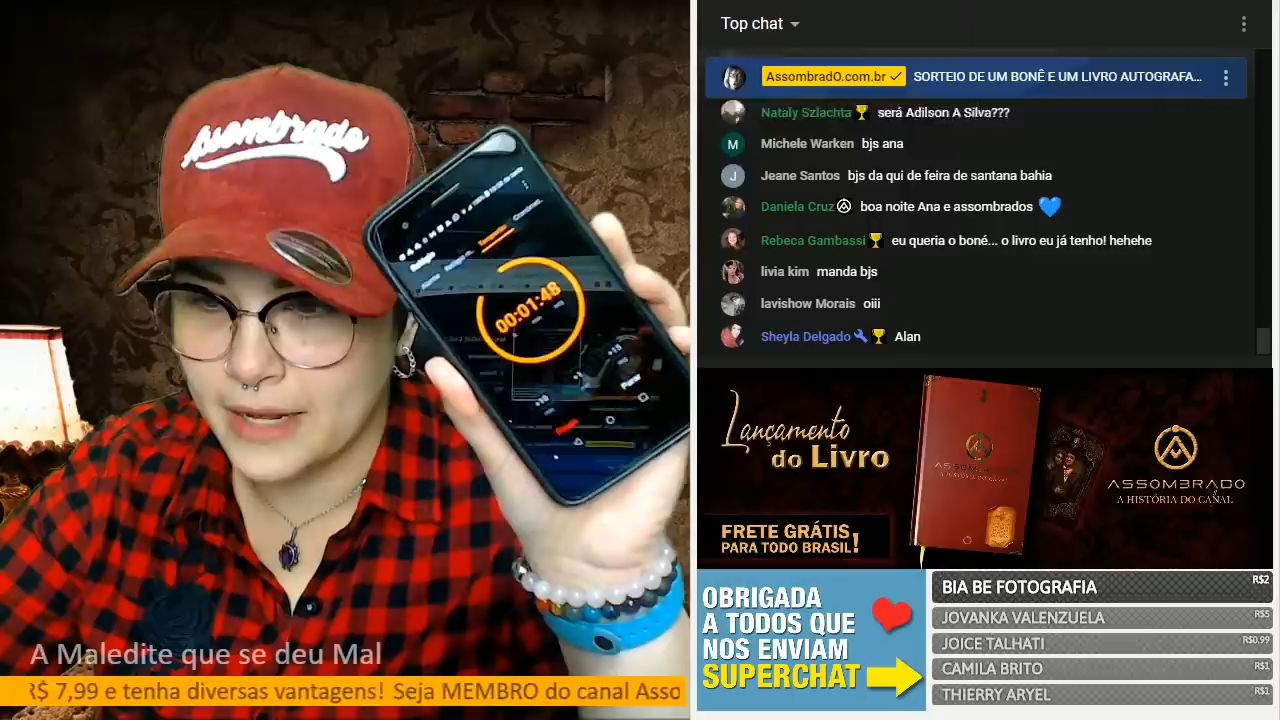 Assombrado
00:01:48
A Maledite que se deu Mal
R$ 7,99 e tenha diversas vantagens! Seja MEMBRO do canal Asso
Top chat
AssombradO.com.br SORTEIO DE UM BONÊ E UM LIVRO AUTOGRAFA...
Nataly Szlachta será Adilson A Silva???
M Michele Warken bjs ana
J Jeane Santos bjs da qui de feira de santana bahia
Daniela Cruz boa noite Ana e assombrados 💙
Rebeca Gambassi eu queria o boné... o livro eu já tenho! hehehe
livia kim manda bjs
lavishow Morais oiii
Sheyla Delgado Alan
Lançamento
do Livro
FRETE GRÁTIS
PARA TODO BRASIL!
ASSOMBRADO
A HISTÓRIA DO CANAL
ASSOMBRADO
A HISTÓRIA DO CANAL
OBRIGADA
A TODOS QUE
NOS ENVIAM
SUPERCHAT
BIA BE FOTOGRAFIA R$2
JOVANKA VALENZUELA R$5
JOICE TALHATI R$0.99
CAMILA BRITO R$1
THIERRY ARYEL R$1